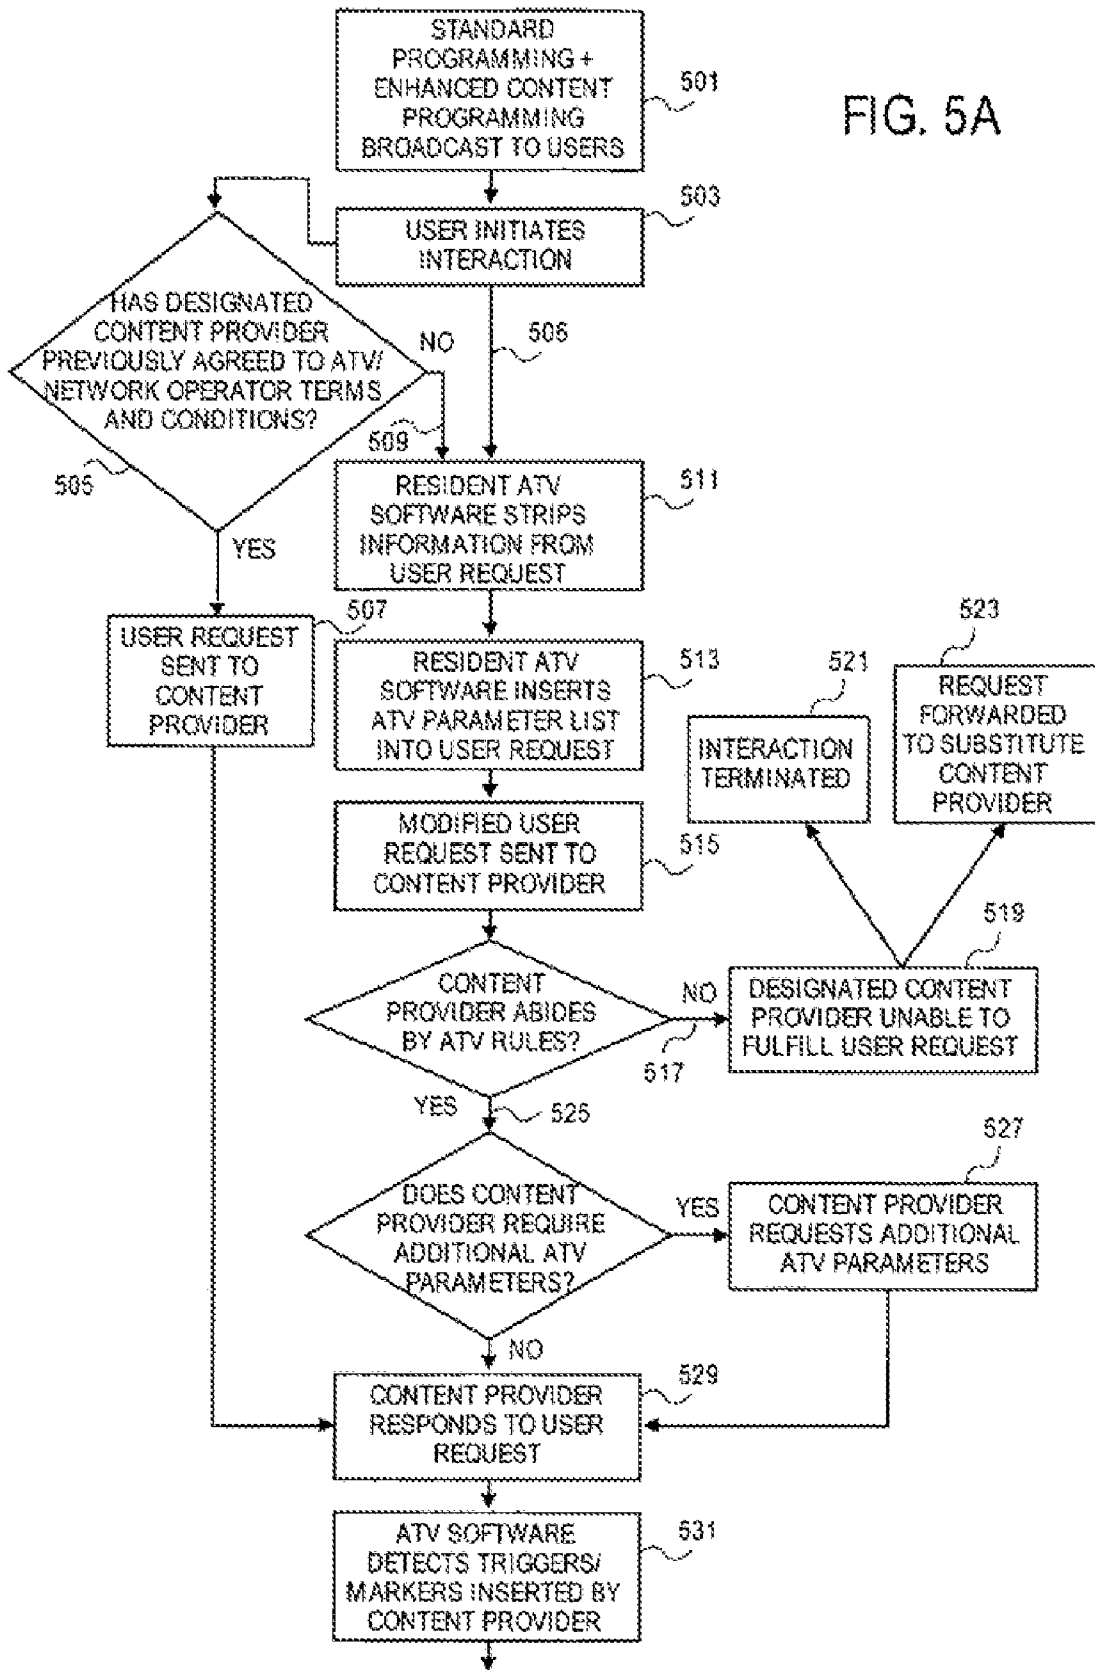 STANDARD
PROGRAMMING +
ENHANCED CONTENT
PROGRAMMING
BROADCAST TO USERS
501
FIG. 5A
503
USER INITIATES
INTERACTION
HAS DESIGNATED
CONTENT PROVIDER
PREVIOUSLY AGREED TO ATV/
NETWORK OPERATOR TERMS
AND CONDITIONS?
NO
506
509
505
YES
RESIDENT ATV
SOFTWARE STRIPS
INFORMATION FROM
USER REQUEST
511
507
USER REQUEST
SENT TO
CONTENT
PROVIDER
RESIDENT ATV
SOFTWARE INSERTS
ATV PARAMETER LIST
INTO USER REQUEST
513
521
INTERACTION
TERMINATED
523
REQUEST
FORWARDED
TO SUBSTITUTE
CONTENT
PROVIDER
MODIFIED USER
REQUEST SENT TO
CONTENT PROVIDER
515
CONTENT
PROVIDER ABIDES
BY ATV RULES?
NO
517
519
DESIGNATED CONTENT
PROVIDER UNABLE TO
FULFILL USER REQUEST
YES
525
DOES CONTENT
PROVIDER REQUIRE
ADDITIONAL ATV
PARAMETERS?
YES
527
CONTENT PROVIDER
REQUESTS ADDITIONAL
ATV PARAMETERS
NO
529
CONTENT PROVIDER
RESPONDS TO USER
REQUEST
531
ATV SOFTWARE
DETECTS TRIGGERS/
MARKERS INSERTED BY
CONTENT PROVIDER